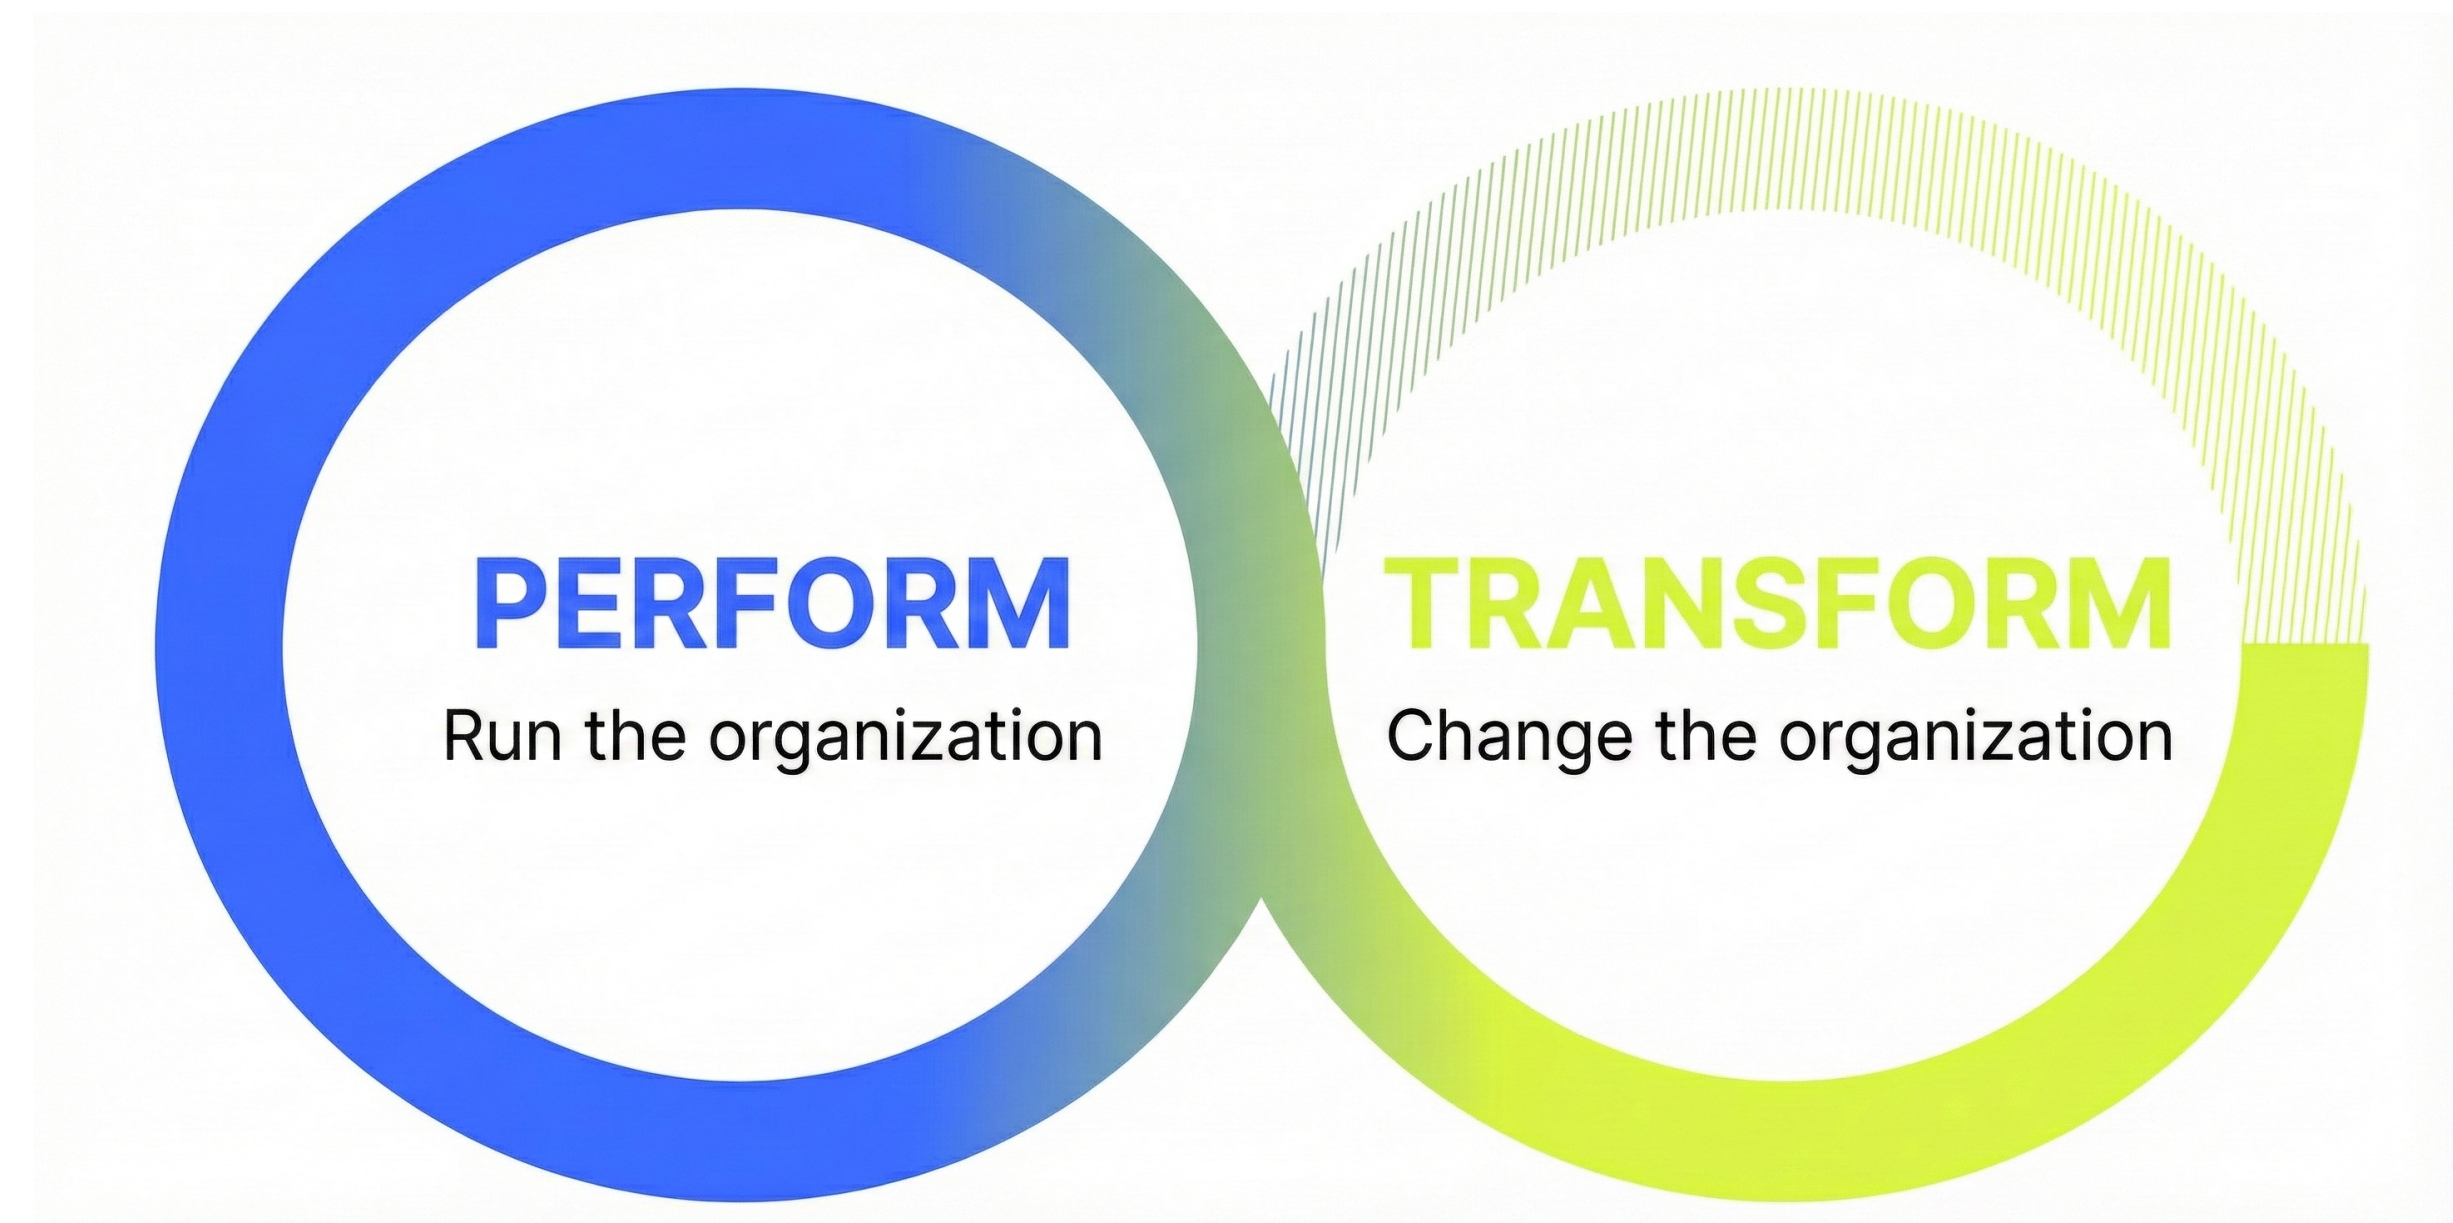 PERFORM
Run the organization
TRANSFORM
Change the organization